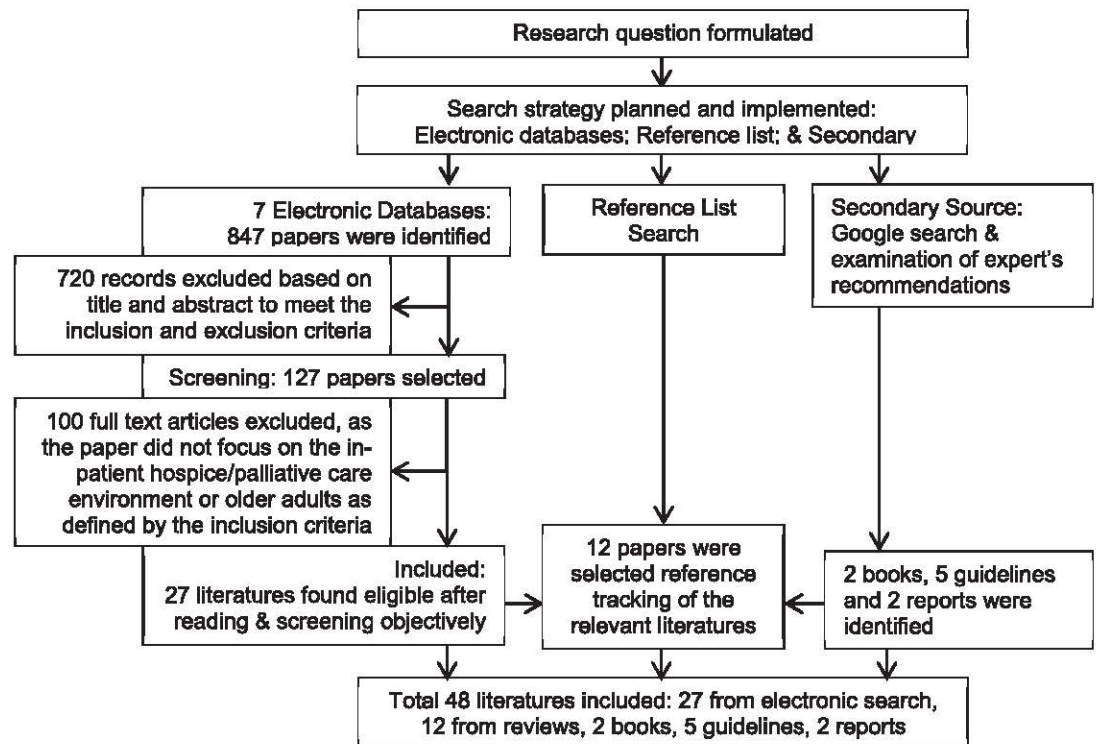 Research question formulated
Search strategy planned and implemented:
Electronic databases; Reference list; & Secondary
7 Electronic Databases:
847 papers were identified
Reference List
Search
Secondary Source:
Google search &
examination of expert's
recommendations
720 records excluded based on
title and abstract to meet the
inclusion and exclusion criteria
Screening: 127 papers selected
100 full text articles excluded, as
the paper did not focus on the in-
patient hospice/palliative care
environment or older adults as
defined by the inclusion criteria
Included:
27 literatures found eligible after
reading & screening objectively
12 papers were
selected reference
tracking of the
relevant literatures
2 books, 5 guidelines
and 2 reports were
identified
Total 48 literatures included: 27 from electronic search,
12 from reviews, 2 books, 5 guidelines, 2 reports